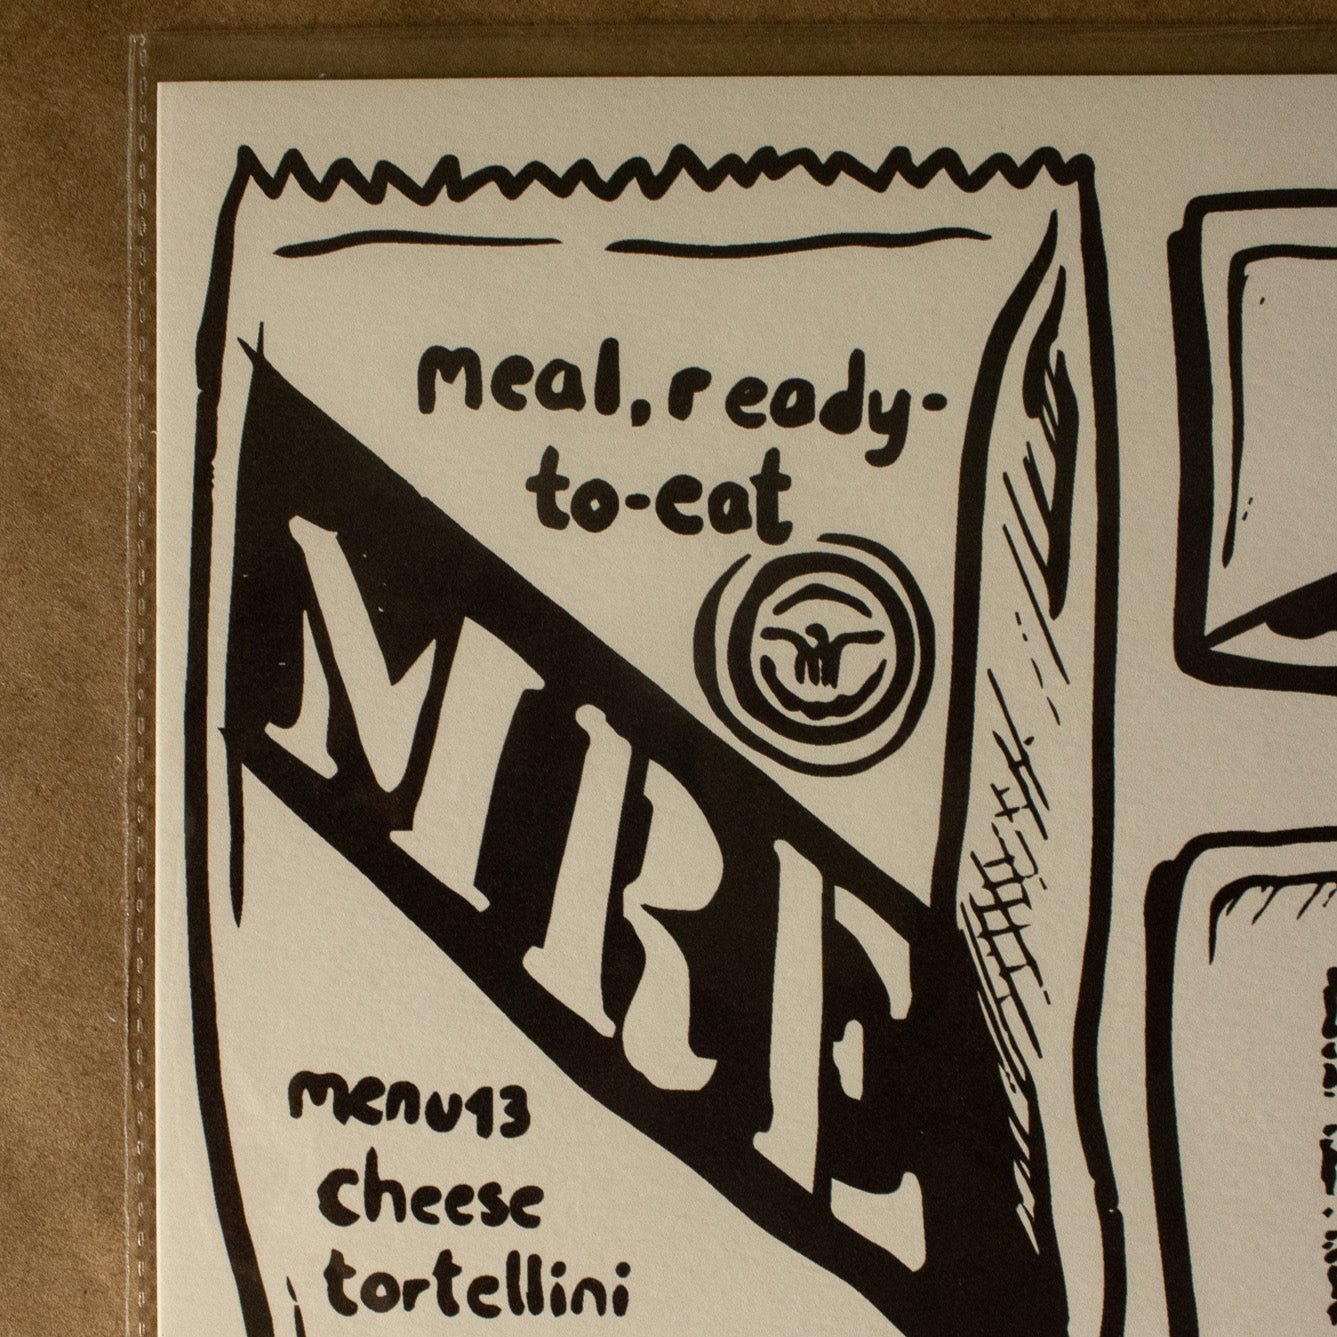 meal, ready-
to-eat
MRE
menu 13
cheese
tortellini